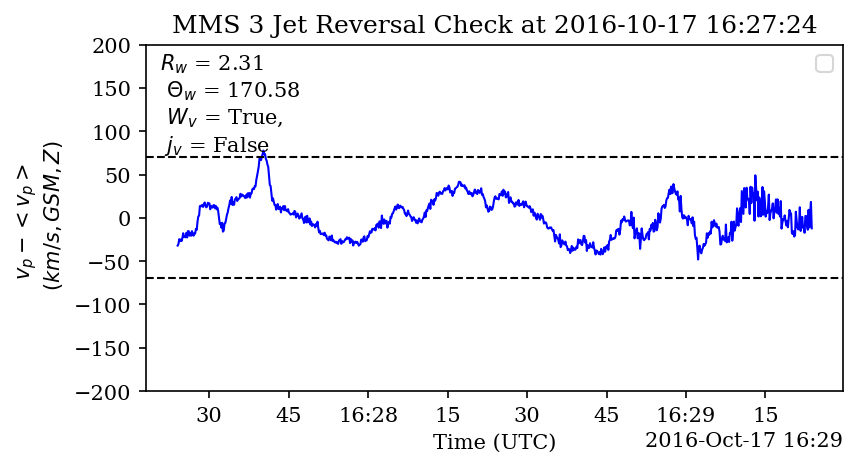 MMS 3 Jet Reversal Check at 2016-10-17 16:27:24
200
150
100
50
0
−50
−100
−150
−200
v_p − < v_p >
(km/s, GSM, Z)
R_w = 2.31
Θ_w = 170.58
W_v = True,
j_v = False
30 45 16:28 15 30 45 16:29 15
Time (UTC)
2016-Oct-17 16:29